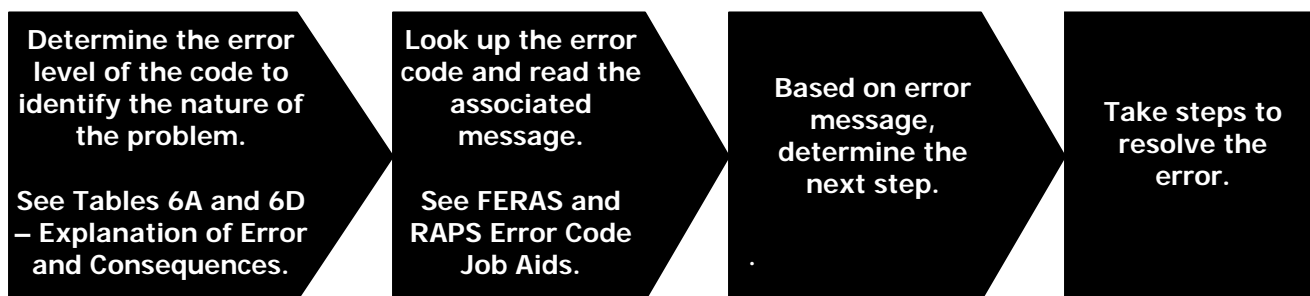 Determine the error
level of the code to
identify the nature of
the problem.
See Tables 6A and 6D
– Explanation of Error
and Consequences.
Look up the error
code and read the
associated
message.
See FERAS and
RAPS Error Code
Job Aids.
Based on error
message,
determine the
next step.
.
Take steps to
resolve the
error.